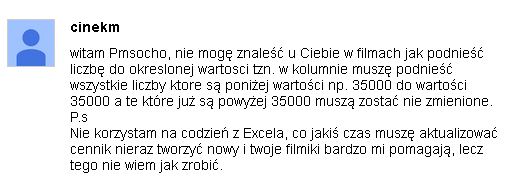 cinekm
witam Pmsocho, nie mogę znaleść u Ciebie w filmach jak podnieść
liczbę do okreslonej wartosci tzn. w kolumnie muszę podnieść
wszystkie liczby ktore są poniżej wartości np. 35000 do wartości
35000 a te które już są powyżej 35000 muszą zostać nie zmienione.
P.s
Nie korzystam na codzień z Excela, co jakiś czas muszę aktualizować
cennik nieraz tworzyć nowy i twoje filmiki bardzo mi pomagają, lecz
tego nie wiem jak zrobić.